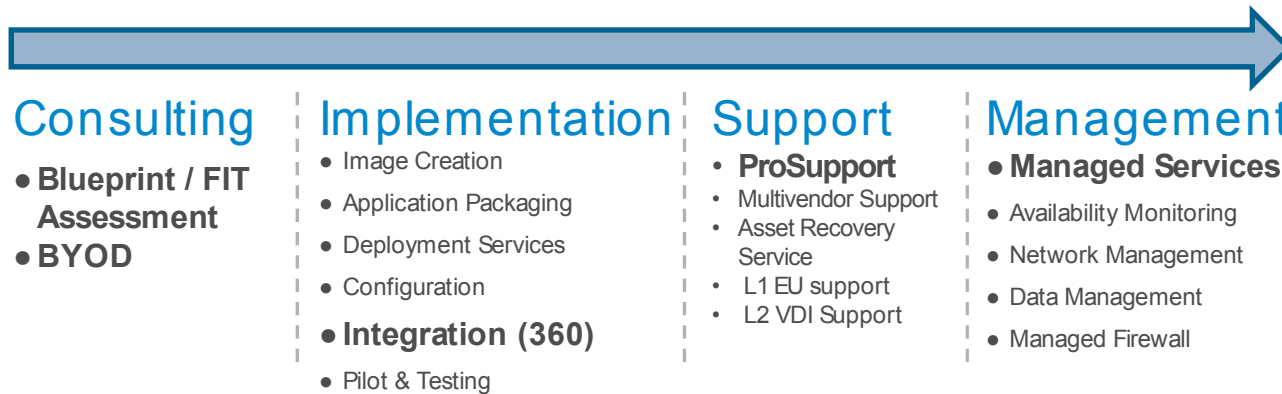 Consulting
● Blueprint / FIT
Assessment
● BYOD
Implementation
● Image Creation
● Application Packaging
● Deployment Services
● Configuration
● Integration (360)
● Pilot & Testing
Support
• ProSupport
• Multivendor Support
• Asset Recovery
Service
• L1 EU support
• L2 VDI Support
Management
● Managed Services
● Availability Monitoring
● Network Management
● Data Management
● Managed Firewall